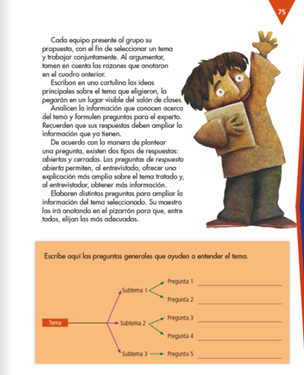 75
Cada equipo presente al grupo su
propuesta, con el fin de seleccionar un tema
y trabajar conjuntamente. Al argumentar,
tomen en cuenta las razones que anotaron
en el cuadro anterior.
Escriban en una cartulina las ideas
principales sobre el tema que eligieron, la
pegarán en un lugar visible del salón de clases.
Analicen la información que conocen acerca
del tema y formulen preguntas para el experto.
Recuerden que sus respuestas deben ampliar la
información que ya tienen.
De acuerdo con la manera de plantear
una pregunta, existen dos tipos de respuestas:
abiertas y cerradas. Las preguntas de respuesta
abierta permiten, al entrevistado, ofrecer una
explicación más amplia sobre el tema tratado y,
al entrevistador, obtener más información.
Elaboren distintas preguntas para ampliar la
información del tema seleccionado. Su maestro
las irá anotando en el pizarrón para que, entre
todos, elijan las más adecuadas.
Escribe aquí las preguntas generales que ayuden a entender el tema.
Tema
Subtema 1
Pregunta 1
Pregunta 2
Subtema 2
Pregunta 3
Pregunta 4
Subtema 3
Pregunta 5